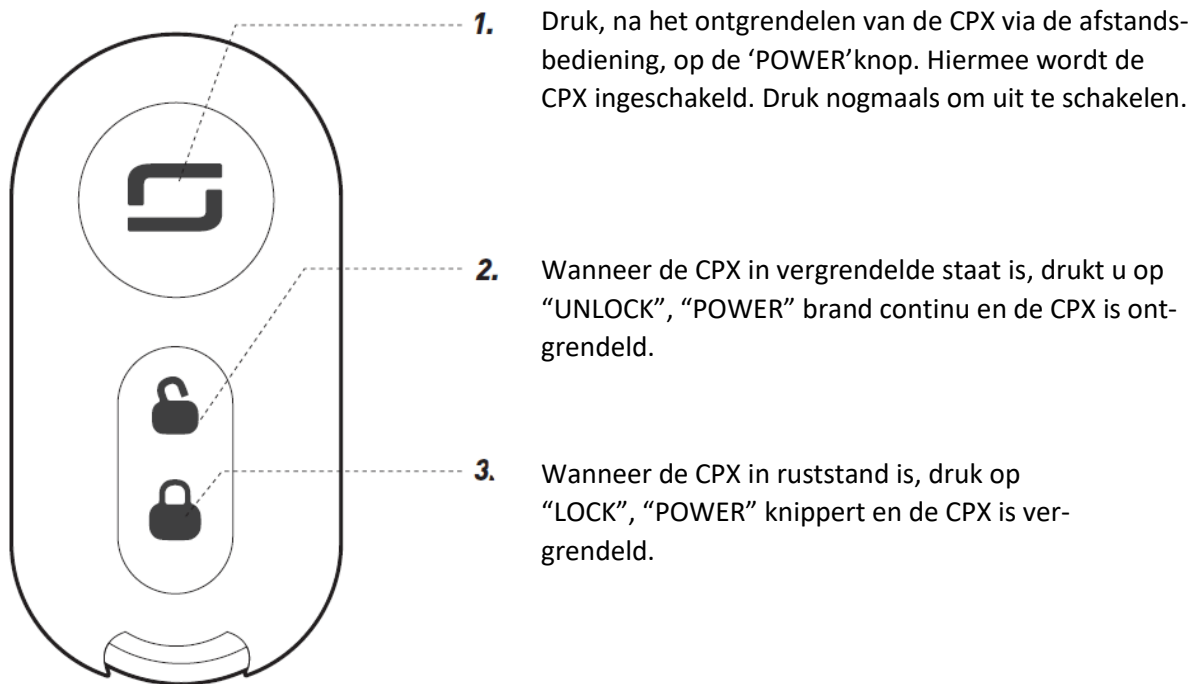 1. Druk, na het ontgrendelen van de CPX via de afstands-
bediening, op de ‘POWER’knop. Hiermee wordt de
CPX ingeschakeld. Druk nogmaals om uit te schakelen.
2. Wanneer de CPX in vergrendelde staat is, drukt u op
“UNLOCK”, “POWER” brand continu en de CPX is ont-
grendeld.
3. Wanneer de CPX in ruststand is, druk op
“LOCK”, “POWER” knippert en de CPX is ver-
grendeld.